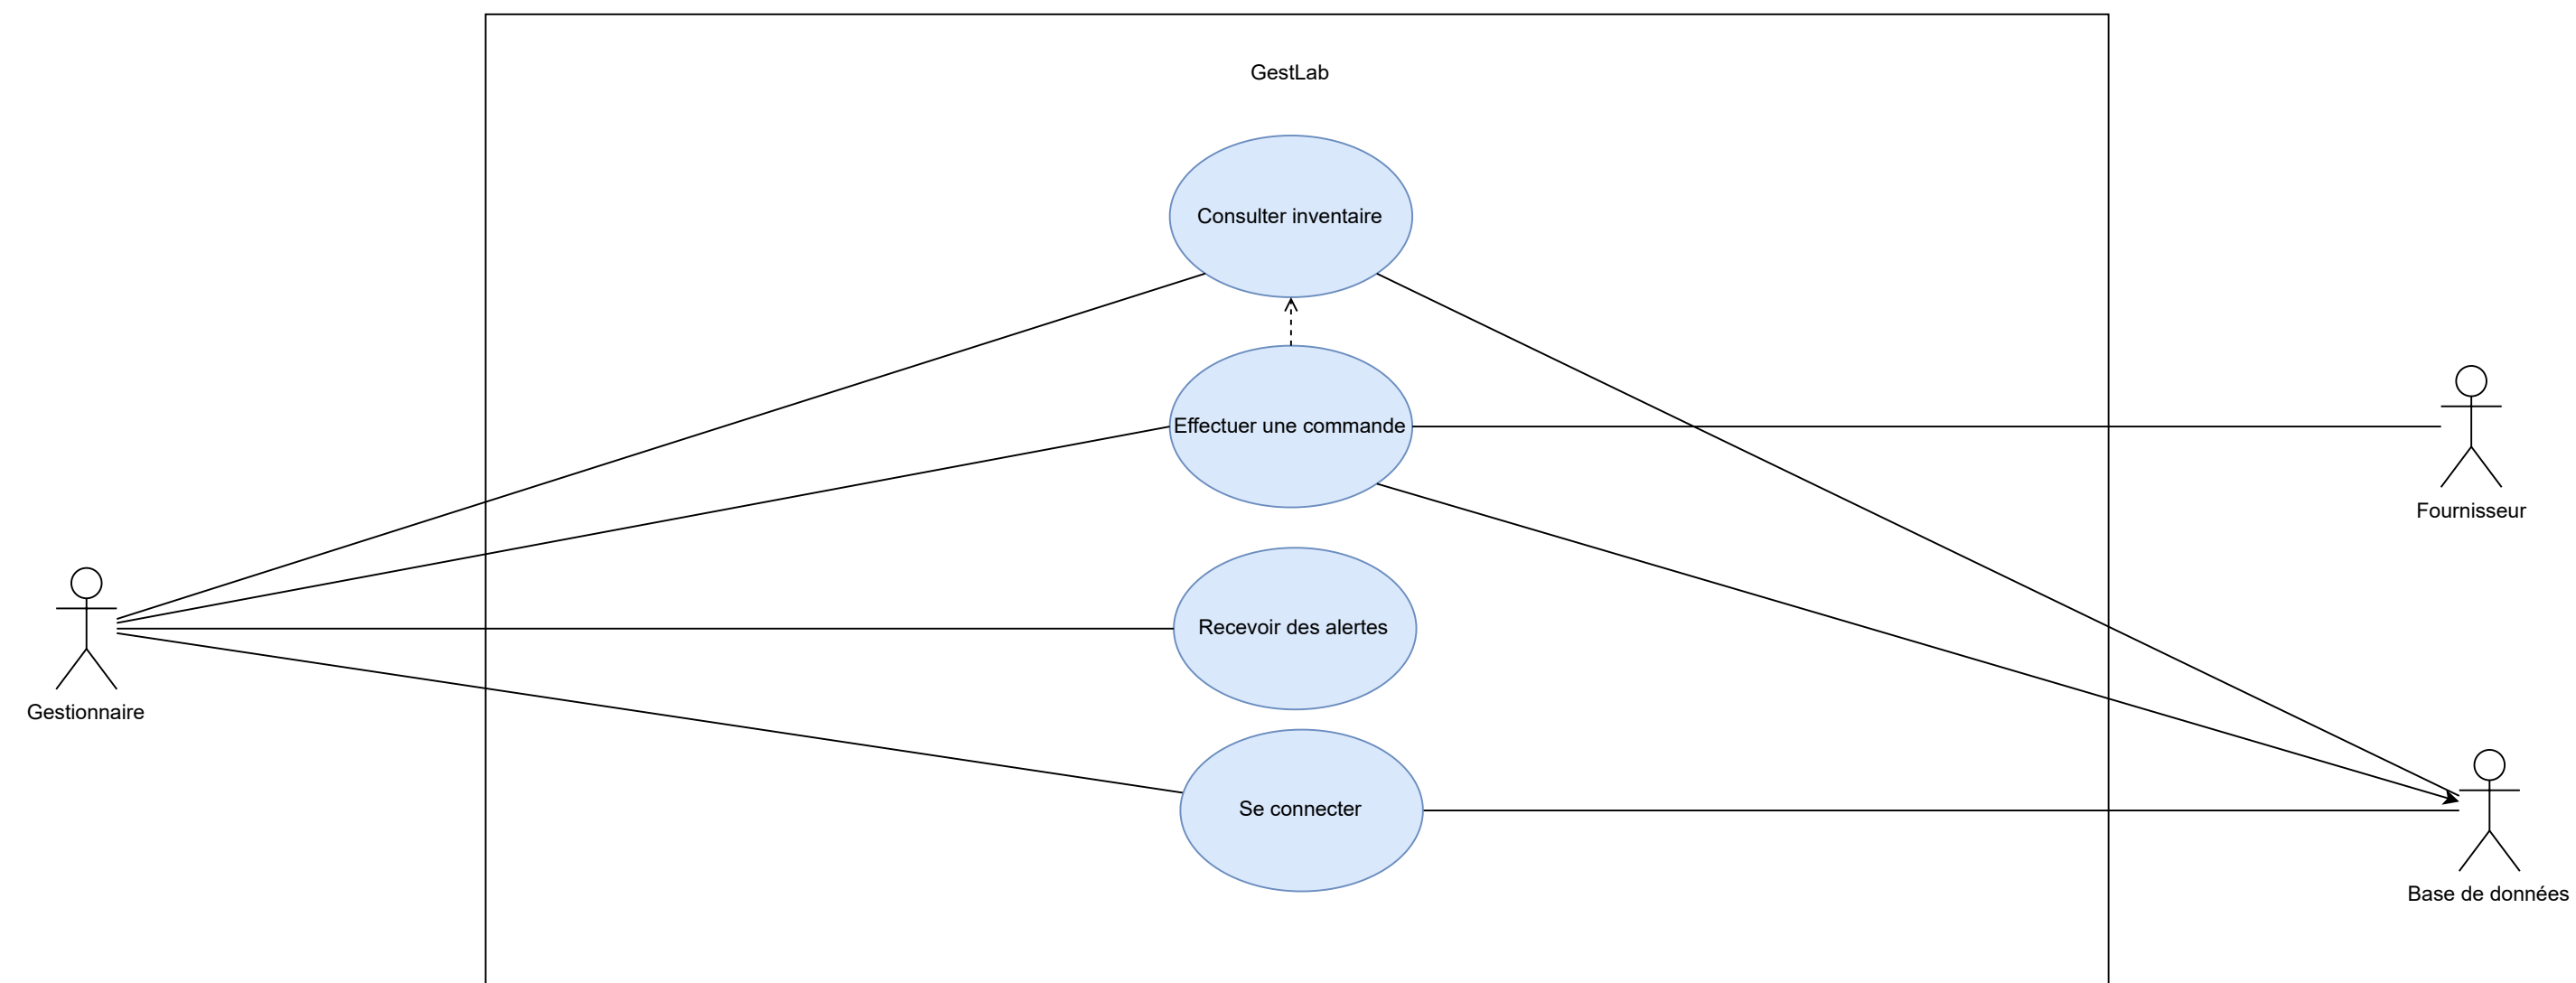 GestLab
Consulter inventaire
Effectuer une commande
Fournisseur
Recevoir des alertes
Gestionnaire
Se connecter
Base de données